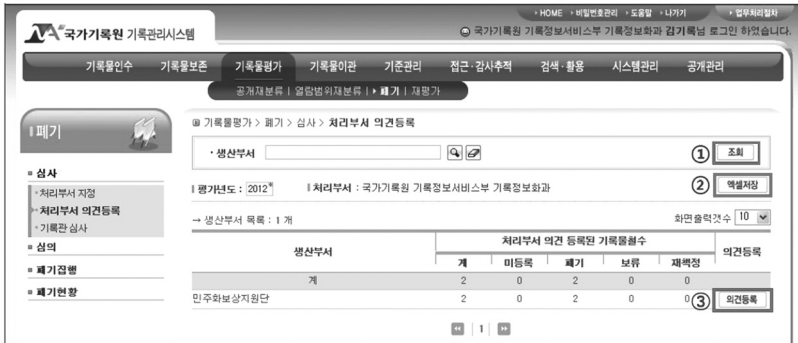 HOME 비밀번호관리 도움말 나가기 업무처리절차
국가기록원 기록관리시스템
국가기록원 기록정보서비스부 기록정보화과 김기록님 로그인 하였습니다.
기록물인수 기록물보존 기록물평가 기록물이관 기준관리 접근·감사추적 검색·활용 시스템관리 공개관리
공개재분류 | 열람범위재분류 | 폐기 | 재평가
폐기
기록물평가 > 폐기 > 심사 > 처리부서 의견등록
생산부서
① 조회
심사
처리부서 지정
처리부서 의견등록
기록관 심사
심의
폐기집행
폐기현황
② 엑셀저장
평가년도 : 2012* 처리부서 : 국가기록원 기록정보서비스부 기록정보화과
→ 생산부서 목록 : 1 개 화면출력갯수 10
생산부서 처리부서 의견 등록된 기록물철수 의견등록
계 미등록 폐기 보류 재책정
계 2 0 2 0 0
민주화보상지원단 2 0 2 0 0 ③ 의견등록
1